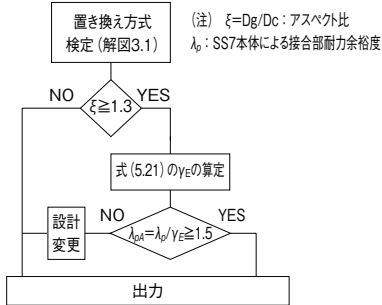 置き換え方式
検定(解図3.1)
(注) ξ=Dg/Dc:アスペクト比
λp:SS7本体による接合部耐力余裕度
NO
YES
ξ≧1.3
式(5.21)のγEの算定
設計
変更
NO
YES
λpA=λp/γE≧1.5
出力